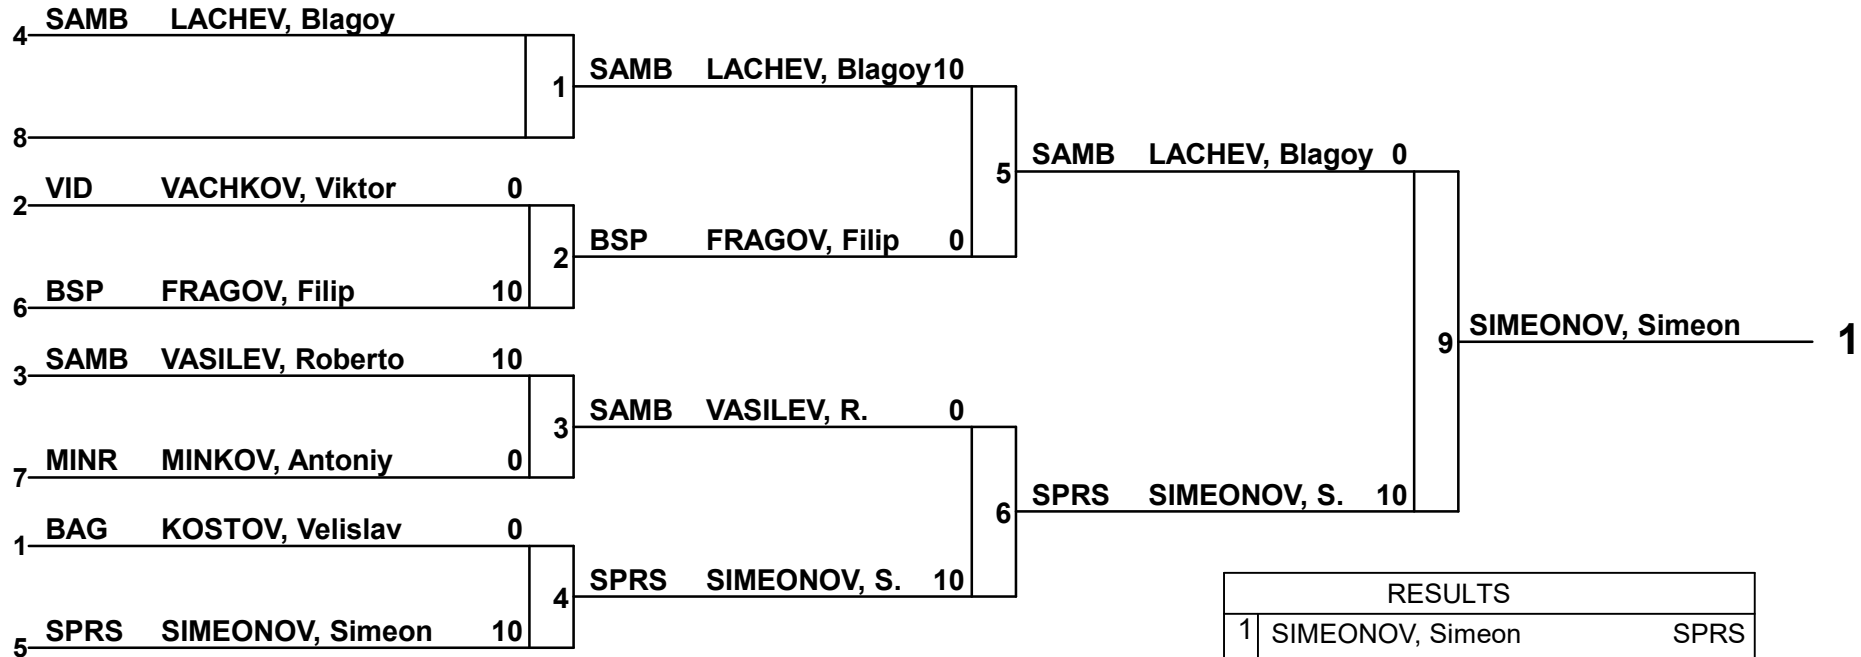 4 SAMB LACHEV, Blagoy
1 SAMB LACHEV, Blagoy 10
8
5 SAMB LACHEV, Blagoy 0
2 VID VACHKOV, Viktor 0
2 BSP FRAGOV, Filip 0
6 BSP FRAGOV, Filip 10
9 SIMEONOV, Simeon 1
3 SAMB VASILEV, Roberto 10
3 SAMB VASILEV, R. 0
7 MINR MINKOV, Antoniy 0
6 SPRS SIMEONOV, S. 10
1 BAG KOSTOV, Velislav 0
4 SPRS SIMEONOV, S. 10
5 SPRS SIMEONOV, Simeon 10
RESULTS
1 SIMEONOV, Simeon SPRS